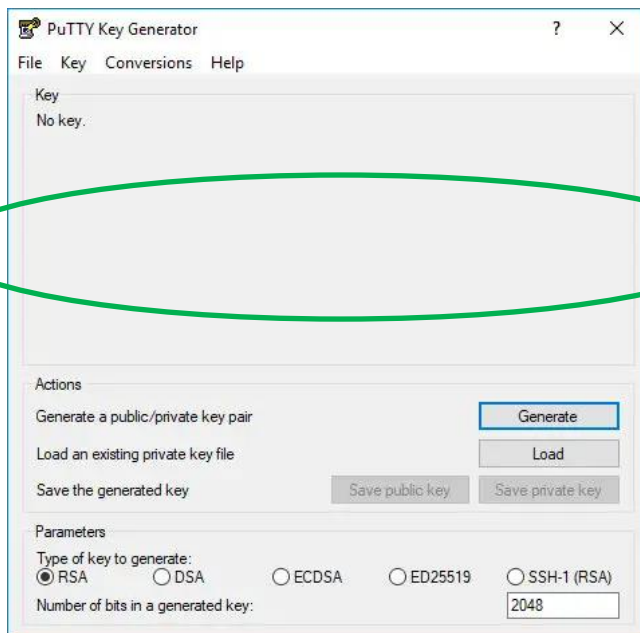 PuTTY Key Generator ? ×
File Key Conversions Help
Key
No key.
Actions
Generate a public/private key pair Generate
Load an existing private key file Load
Save the generated key Save public key Save private key
Parameters
Type of key to generate:
RSA DSA ECDSA ED25519 SSH-1 (RSA)
Number of bits in a generated key: 2048